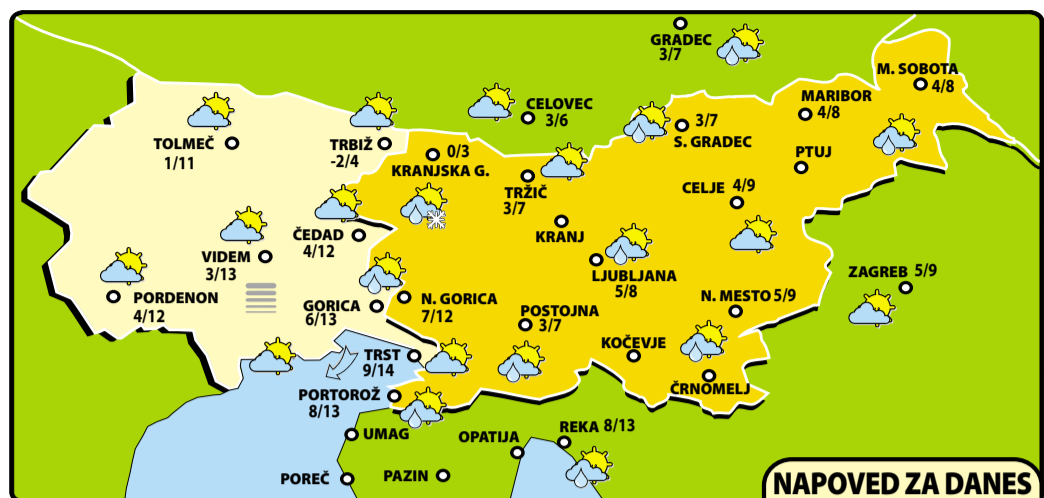 GRADEC
3/7
M. SOBOTA
4/8
MARIBOR
4/8
CELOVEC
3/6
3/7
S. GRADEC
TOLMEČ
1/11
TRBIŽ
-2/4
0/3
KRANJSKA G.
PTUJ
TRŽIČ
3/7
CELJE 4/9
KRANJ
ČEDAD
4/12
VIDEM
3/13
LJUBLJANA
5/8
ZAGREB 5/9
PORDENON
4/12
GORICA
6/13
N. GORICA
7/12
POSTOJNA
3/7
N. MESTO 5/9
KOČEVJE
TRST
9/14
ČRNOMELJ
PORTOROŽ
8/13
UMAG
OPATIJA
REKA 8/13
POREČ
PAZIN
NAPOVED ZA DANES